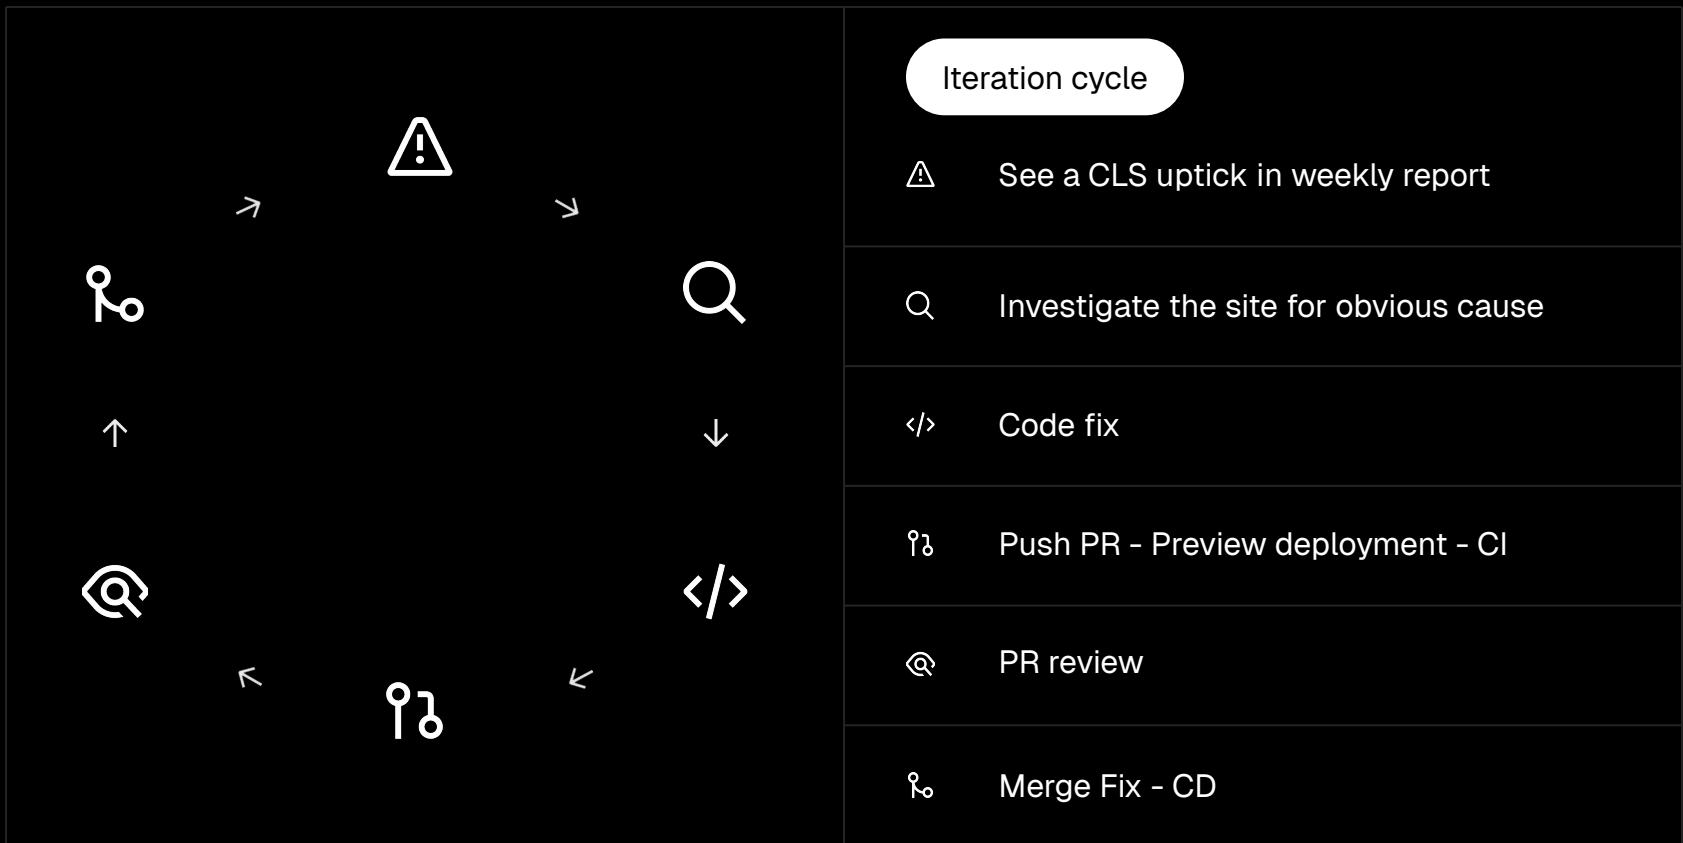 Iteration cycle
See a CLS uptick in weekly report
Investigate the site for obvious cause
Code fix
Push PR - Preview deployment - CI
PR review
Merge Fix - CD